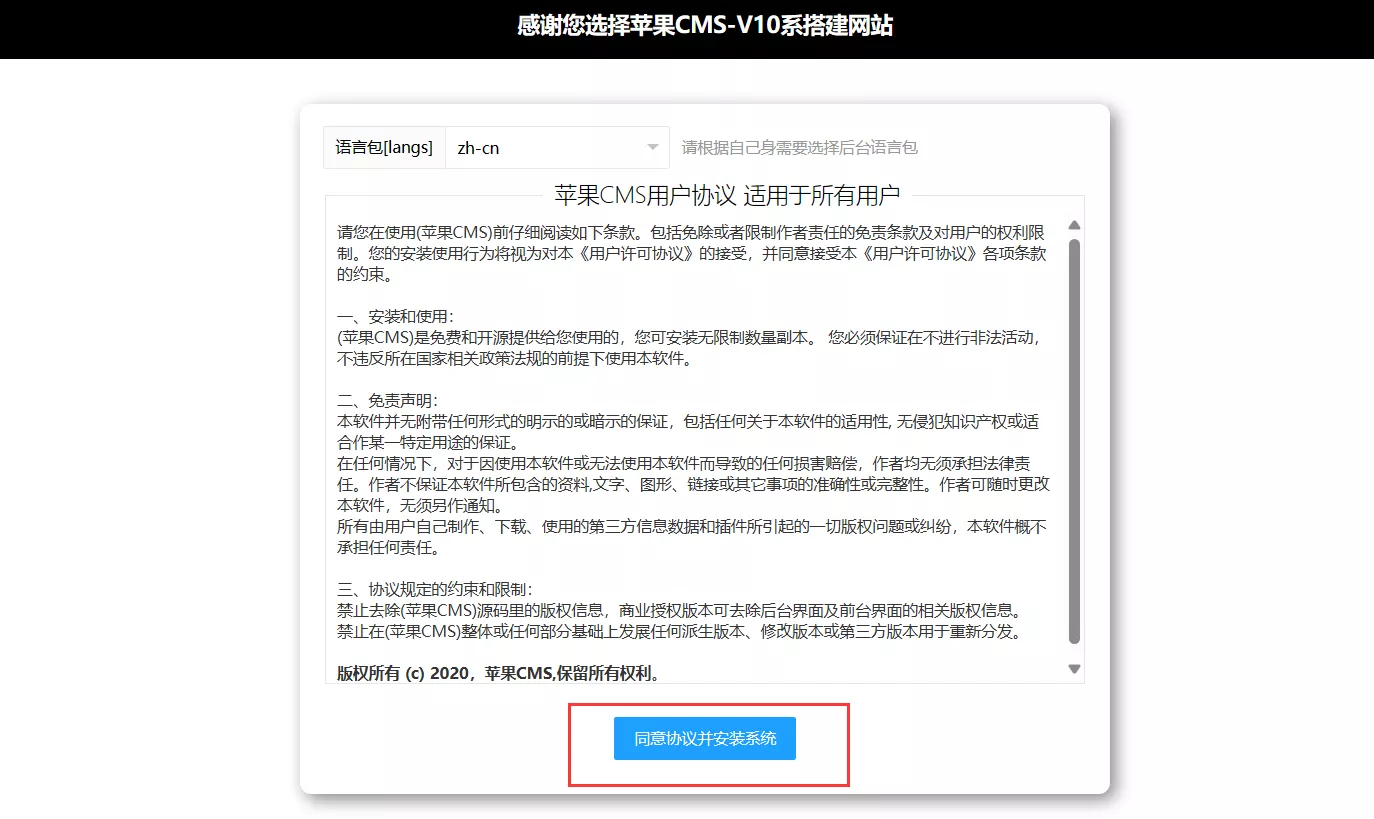 感谢您选择苹果CMS-V10系搭建网站
语言包[langs] zh-cn 请根据自己身需要选择后台语言包
苹果CMS用户协议 适用于所有用户
请您在使用(苹果CMS)前仔细阅读如下条款。包括免除或者限制作者责任的免责条款及对用户的权利限
制。您的安装使用行为将视为对本《用户许可协议》的接受，并同意接受本《用户许可协议》各项条款
的约束。
一、安装和使用：
(苹果CMS)是免费和开源提供给您使用的，您可安装无限制数量副本。 您必须保证在不进行非法活动，
不违反所在国家相关政策法规的前提下使用本软件。
二、免责声明：
本软件并无附带任何形式的明示的或暗示的保证，包括任何关于本软件的适用性, 无侵犯知识产权或适
合作某一特定用途的保证。
在任何情况下，对于因使用本软件或无法使用本软件而导致的任何损害赔偿，作者均无须承担法律责
任。作者不保证本软件所包含的资料,文字、图形、链接或其它事项的准确性或完整性。作者可随时更改
本软件，无须另作通知。
所有由用户自己制作、下载、使用的第三方信息数据和插件所引起的一切版权问题或纠纷，本软件概不
承担任何责任。
三、协议规定的约束和限制：
禁止去除(苹果CMS)源码里的版权信息，商业授权版本可去除后台界面及前台界面的相关版权信息。
禁止在(苹果CMS)整体或任何部分基础上发展任何派生版本、修改版本或第三方版本用于重新分发。
版权所有 (c) 2020，苹果CMS,保留所有权利。
同意协议并安装系统